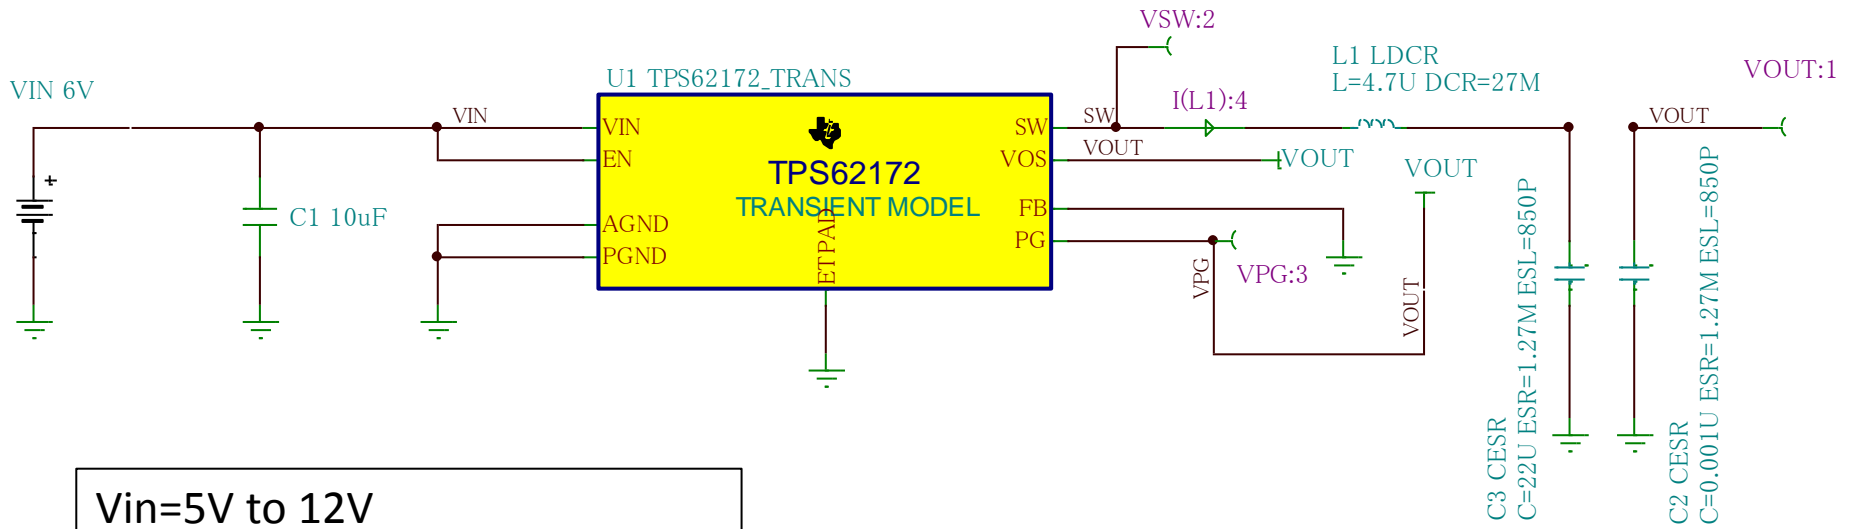 VSW:2
L1 LDCR
L=4.7U DCR=27M
VOUT:1
VIN 6V
U1 TPS62172_TRANS
I(L1):4
VIN
VIN
SW
SW
VOUT
EN
VOS
VOUT
VOUT
TPS62172
TRANSIENT MODEL
C1 10uF
AGND
FB
PGND
PG
ETPAD
VPG
VPG:3
VOUT
VOUT
C3 CESR
C=22U ESR=1.27M ESL=850P
C2 CESR
C=0.001U ESR=1.27M ESL=850P
Vin=5V to 12V